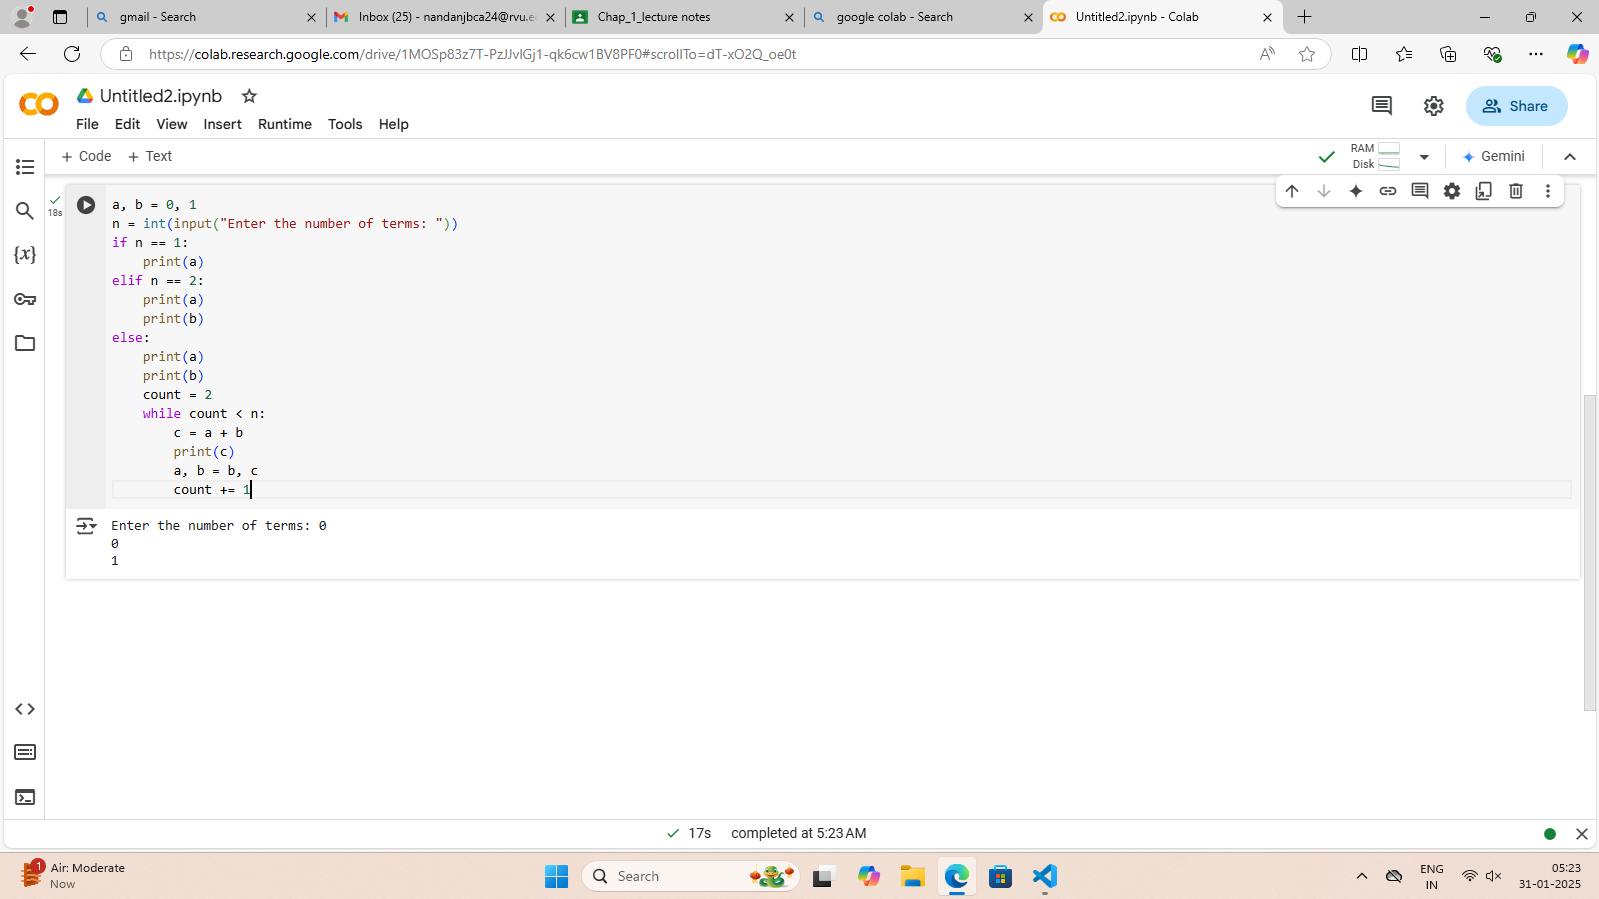 gmail - Search
Inbox (25) - nandanjbca24@rvu.e
Chap_1_lecture notes
google colab - Search
Untitled2.ipynb - Colab
https://colab.research.google.com/drive/1MOSp83z7T-PzJJvlGj1-qk6cw1BV8PF0#scrollTo=dT-xO2Q_oe0t
Untitled2.ipynb
File Edit View Insert Runtime Tools Help
Share
+ Code + Text
RAM
Disk
Gemini
18s
a, b = 0, 1
n = int(input("Enter the number of terms: "))
if n == 1:
    print(a)
elif n == 2:
    print(a)
    print(b)
else:
    print(a)
    print(b)
    count = 2
    while count < n:
        c = a + b
        print(c)
        a, b = b, c
        count += 1
Enter the number of terms: 0
0
1
17s completed at 5:23 AM
1
Air: Moderate
Now
Search
ENG
IN
05:23
31-01-2025